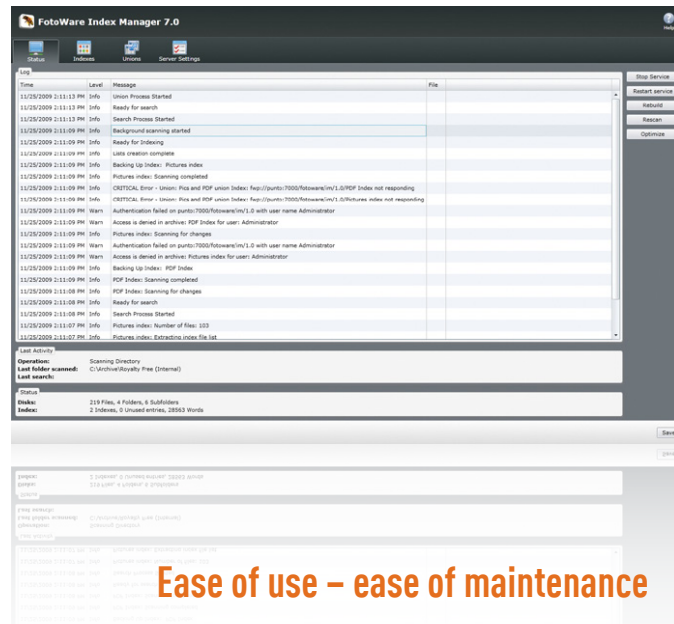 FotoWare Index Manager 7.0
Help
Status Indexes Unions Server Settings
Log
Time Level Message File
11/25/2009 2:11:13 PM Info Union Process Started
11/25/2009 2:11:13 PM Info Ready for search
11/25/2009 2:11:13 PM Info Search Process Started
11/25/2009 2:11:09 PM Info Background scanning started
11/25/2009 2:11:09 PM Info Ready for Indexing
11/25/2009 2:11:09 PM Info Lists creation complete
11/25/2009 2:11:09 PM Info Backing Up Index: Pictures index
11/25/2009 2:11:09 PM Info Pictures index: Scanning completed
11/25/2009 2:11:09 PM Info CRITICAL Error - Union: Pics and PDF union Index: fwp://punto:7000/fotoware/im/1.0/PDF Index not responding
11/25/2009 2:11:09 PM Info CRITICAL Error - Union: Pics and PDF union Index: fwp://punto:7000/fotoware/im/1.0/Pictures index not responding
11/25/2009 2:11:09 PM Warn Authentication failed on punto:7000/fotoware/im/1.0 with user name Administrator
11/25/2009 2:11:09 PM Warn Access is denied in archive: PDF Index for user: Administrator
11/25/2009 2:11:09 PM Info Pictures index: Scanning for changes
11/25/2009 2:11:09 PM Warn Authentication failed on punto:7000/fotoware/im/1.0 with user name Administrator
11/25/2009 2:11:09 PM Warn Access is denied in archive: Pictures index for user: Administrator
11/25/2009 2:11:09 PM Info Backing Up Index: PDF Index
11/25/2009 2:11:09 PM Info PDF Index: Scanning completed
11/25/2009 2:11:08 PM Info PDF Index: Scanning for changes
11/25/2009 2:11:08 PM Info Ready for search
11/25/2009 2:11:08 PM Info Search Process Started
11/25/2009 2:11:07 PM Info Pictures index: Number of files: 103
11/25/2009 2:11:07 PM Info Pictures index: Extracting index file list
Stop Service
Restart service
Rebuild
Rescan
Optimize
Last Activity
Operation: Scanning Directory
Last folder scanned: C:\Archive\Royalty Free (Internal)
Last search:
Status
Disks: 219 Files, 4 Folders, 6 Subfolders
Index: 2 Indexes, 0 Unused entries, 28563 Words
Save
Ease of use – ease of maintenance